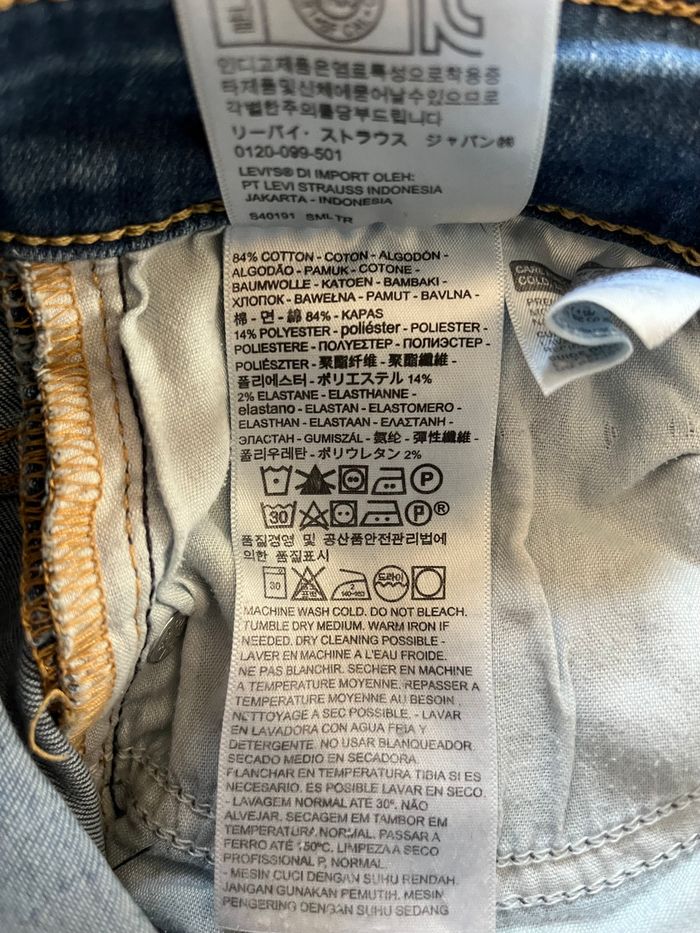 인디고제품은염료특성으로착용중
타제품및신체에묻어날수있으므로
각별한주의를당부드립니다
リーバイ・ストラウス ジャパン㈱
0120-099-501
LEVI'S® DI IMPORT OLEH:
PT LEVI STRAUSS INDONESIA
JAKARTA - INDONESIA
S40191 SML TR
84% COTTON - COTON - ALGODÓN -
ALGODÃO - PAMUK - COTONE -
BAUMWOLLE - KATOEN - BAMBAKI -
ХЛОПОК - BAWEŁNA - PAMUT - BAVLNA -
棉 - 면 - 綿 84% - KAPAS
14% POLYESTER - poliéster - POLIESTER -
POLIESTERE - ПОЛУЕΣΤΕΡ - ПОЛИЭСТЕР -
POLIÉSZTER - 聚酯纤维 - 聚酯纖維 -
폴리에스터 - ポリエステル 14%
2% ELASTANE - ELASTHANNE -
elastano - ELASTAN - ELASTOMERO -
ELASTHAN - ELASTAAN - ΕΛΑΣΤΑΝΗ -
ЭЛАСТАН - GUMISZÁL - 氨纶 - 彈性纖維 -
폴리우레탄 - ポリウレタン 2%
P
30 P®
품질경영 및 공산품안전관리법에
의한 품질표시
30 드라이
MACHINE WASH COLD. DO NOT BLEACH.
TUMBLE DRY MEDIUM. WARM IRON IF
NEEDED. DRY CLEANING POSSIBLE -
LAVER EN MACHINE A L'EAU FROIDE.
NE PAS BLANCHIR. SECHER EN MACHINE
A TEMPERATURE MOYENNE. REPASSER A
TEMPERATURE MOYENNE AU BESOIN.
NETTOYAGE A SEC POSSIBLE. - LAVAR
EN LAVADORA CON AGUA FRIA Y
DETERGENTE. NO USAR BLANQUEADOR.
SECADO MEDIO EN SECADORA.
PLANCHAR EN TEMPERATURA TIBIA SI ES
NECESARIO. ES POSIBLE LAVAR EN SECO.
- LAVAGEM NORMAL ATÉ 30º. NÃO
ALVEJAR. SECAGEM EM TAMBOR EM
TEMPERATURA NORMAL. PASSAR A
FERRO ATÉ 150ºC. LIMPEZA A SECO
PROFISSIONAL P, NORMAL
- MESIN CUCI DENGAN SUHU RENDAH.
JANGAN GUNAKAN PEMUTIH. MESIN
PENGERING DENGAN SUHU SEDANG